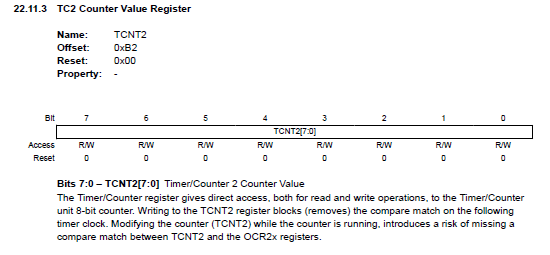 22.11.3 TC2 Counter Value Register
Name: TCNT2
Offset: 0xB2
Reset: 0x00
Property: -
Bit 7 6 5 4 3 2 1 0
TCNT2[7:0]
Access R/W R/W R/W R/W R/W R/W R/W R/W
Reset 0 0 0 0 0 0 0 0
Bits 7:0 – TCNT2[7:0] Timer/Counter 2 Counter Value
The Timer/Counter register gives direct access, both for read and write operations, to the Timer/Counter
unit 8-bit counter. Writing to the TCNT2 register blocks (removes) the compare match on the following
timer clock. Modifying the counter (TCNT2) while the counter is running, introduces a risk of missing a
compare match between TCNT2 and the OCR2x registers.